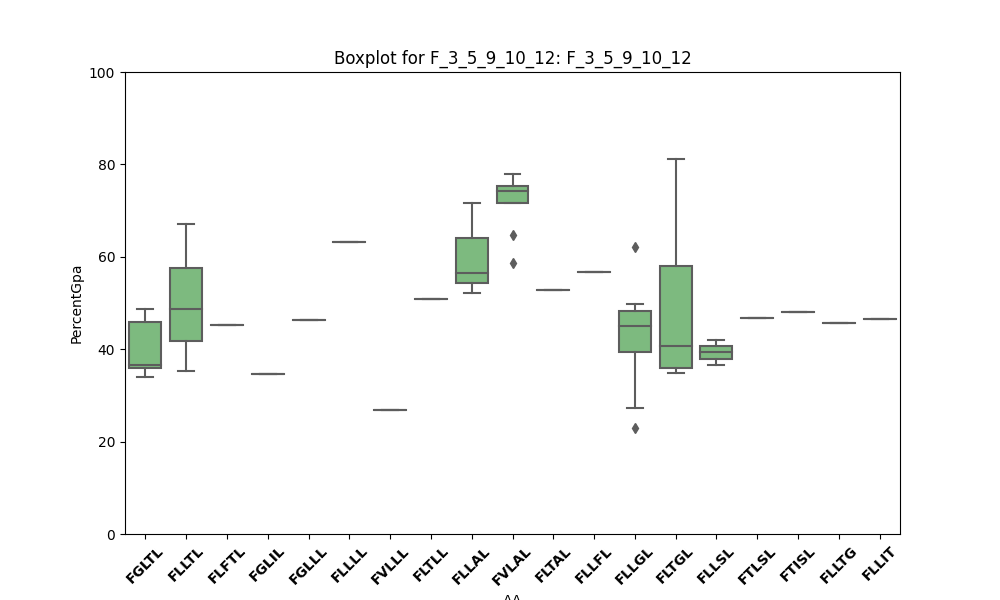 Boxplot for F_3_5_9_10_12: F_3_5_9_10_12
PercentGpa
100
80
60
40
20
0
FGLTL
FLLTL
FLFTL
FGLIL
FGLLL
FLLLL
FVLLL
FLTLL
FLLAL
FVLAL
FLTAL
FLLFL
FLLGL
FLTGL
FLLSL
FTLSL
FTISL
FLLTG
FLLIT
AA